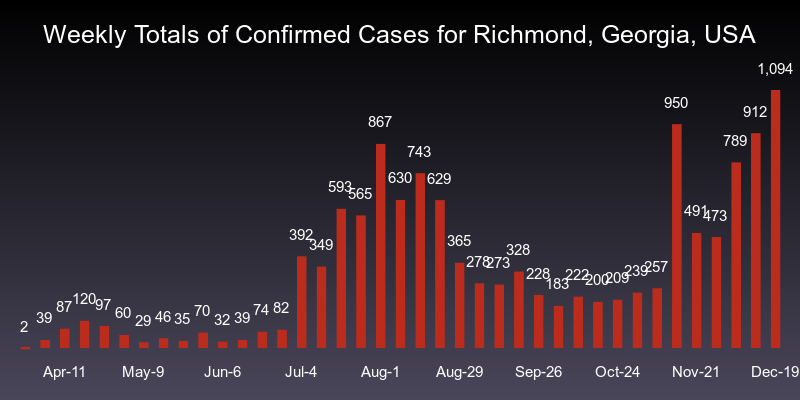 Weekly Totals of Confirmed Cases for Richmond, Georgia, USA
2 39 87 120 97 60 29 46 35 70 32 39 74 82 392 349 593 565 867 630 743 629 365 278 273 328 228 183 222 200 209 239 257 950 491 473 789 912 1,094
Apr-11 May-9 Jun-6 Jul-4 Aug-1 Aug-29 Sep-26 Oct-24 Nov-21 Dec-19